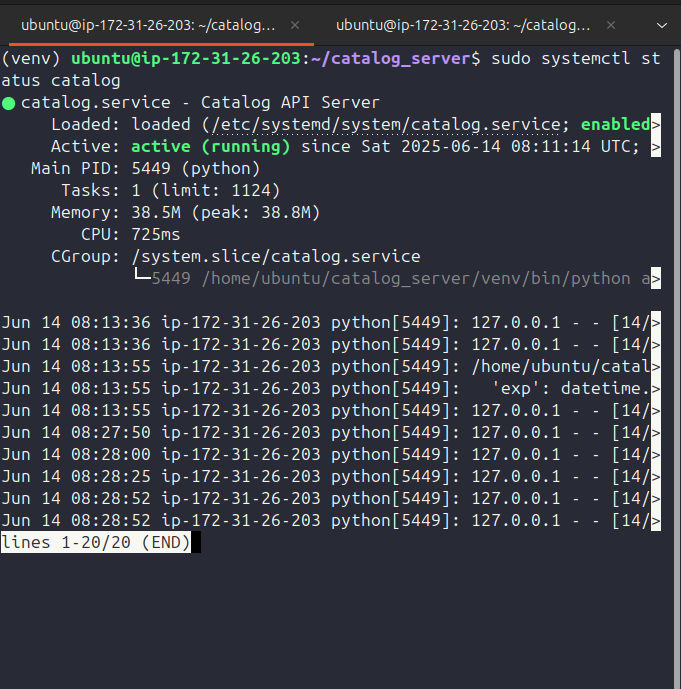 ubuntu@ip-172-31-26-203: ~/catalog... × ubuntu@ip-172-31-26-203: ~/catalog... ×
(venv) ubuntu@ip-172-31-26-203:~/catalog_server$ sudo systemctl st
atus catalog
● catalog.service - Catalog API Server
     Loaded: loaded (/etc/systemd/system/catalog.service; enabled>
     Active: active (running) since Sat 2025-06-14 08:11:14 UTC; >
   Main PID: 5449 (python)
      Tasks: 1 (limit: 1124)
     Memory: 38.5M (peak: 38.8M)
        CPU: 725ms
     CGroup: /system.slice/catalog.service
             └─5449 /home/ubuntu/catalog_server/venv/bin/python a>
Jun 14 08:13:36 ip-172-31-26-203 python[5449]: 127.0.0.1 - - [14/>
Jun 14 08:13:36 ip-172-31-26-203 python[5449]: 127.0.0.1 - - [14/>
Jun 14 08:13:55 ip-172-31-26-203 python[5449]: /home/ubuntu/catal>
Jun 14 08:13:55 ip-172-31-26-203 python[5449]:   'exp': datetime.>
Jun 14 08:13:55 ip-172-31-26-203 python[5449]: 127.0.0.1 - - [14/>
Jun 14 08:27:50 ip-172-31-26-203 python[5449]: 127.0.0.1 - - [14/>
Jun 14 08:28:00 ip-172-31-26-203 python[5449]: 127.0.0.1 - - [14/>
Jun 14 08:28:25 ip-172-31-26-203 python[5449]: 127.0.0.1 - - [14/>
Jun 14 08:28:52 ip-172-31-26-203 python[5449]: 127.0.0.1 - - [14/>
Jun 14 08:28:52 ip-172-31-26-203 python[5449]: 127.0.0.1 - - [14/>
lines 1-20/20 (END)